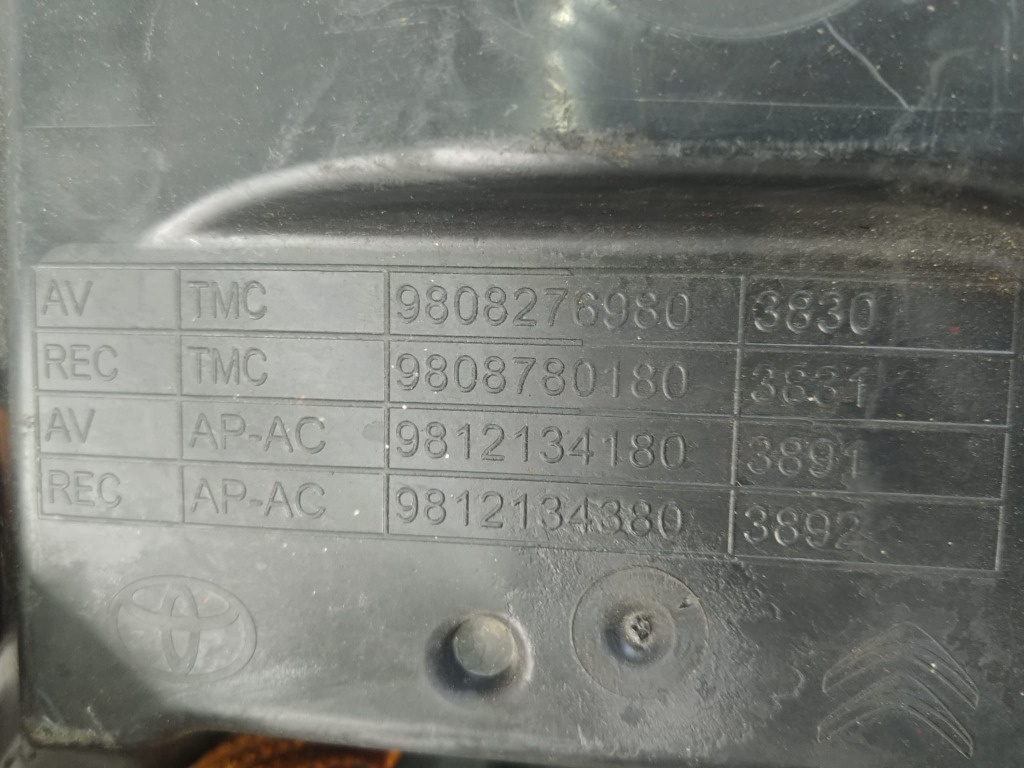 AV TMC 9808276980 3830
REC TMC 9808780180 3831
AV AP-AC 9812134180 3891
REC AP-AC 9812134380 3892